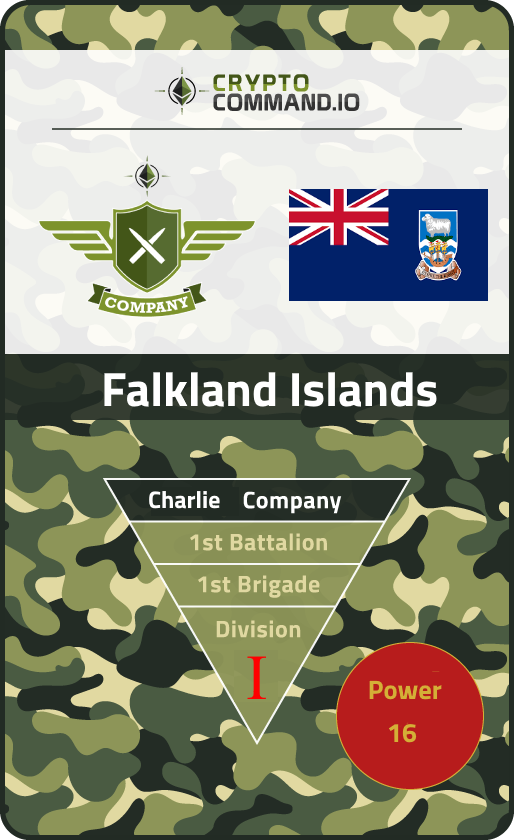 CRYPTO
COMMAND.IO
COMPANY
Falkland Islands
Charlie Company
1st Battalion
1st Brigade
Division
I
Power
16